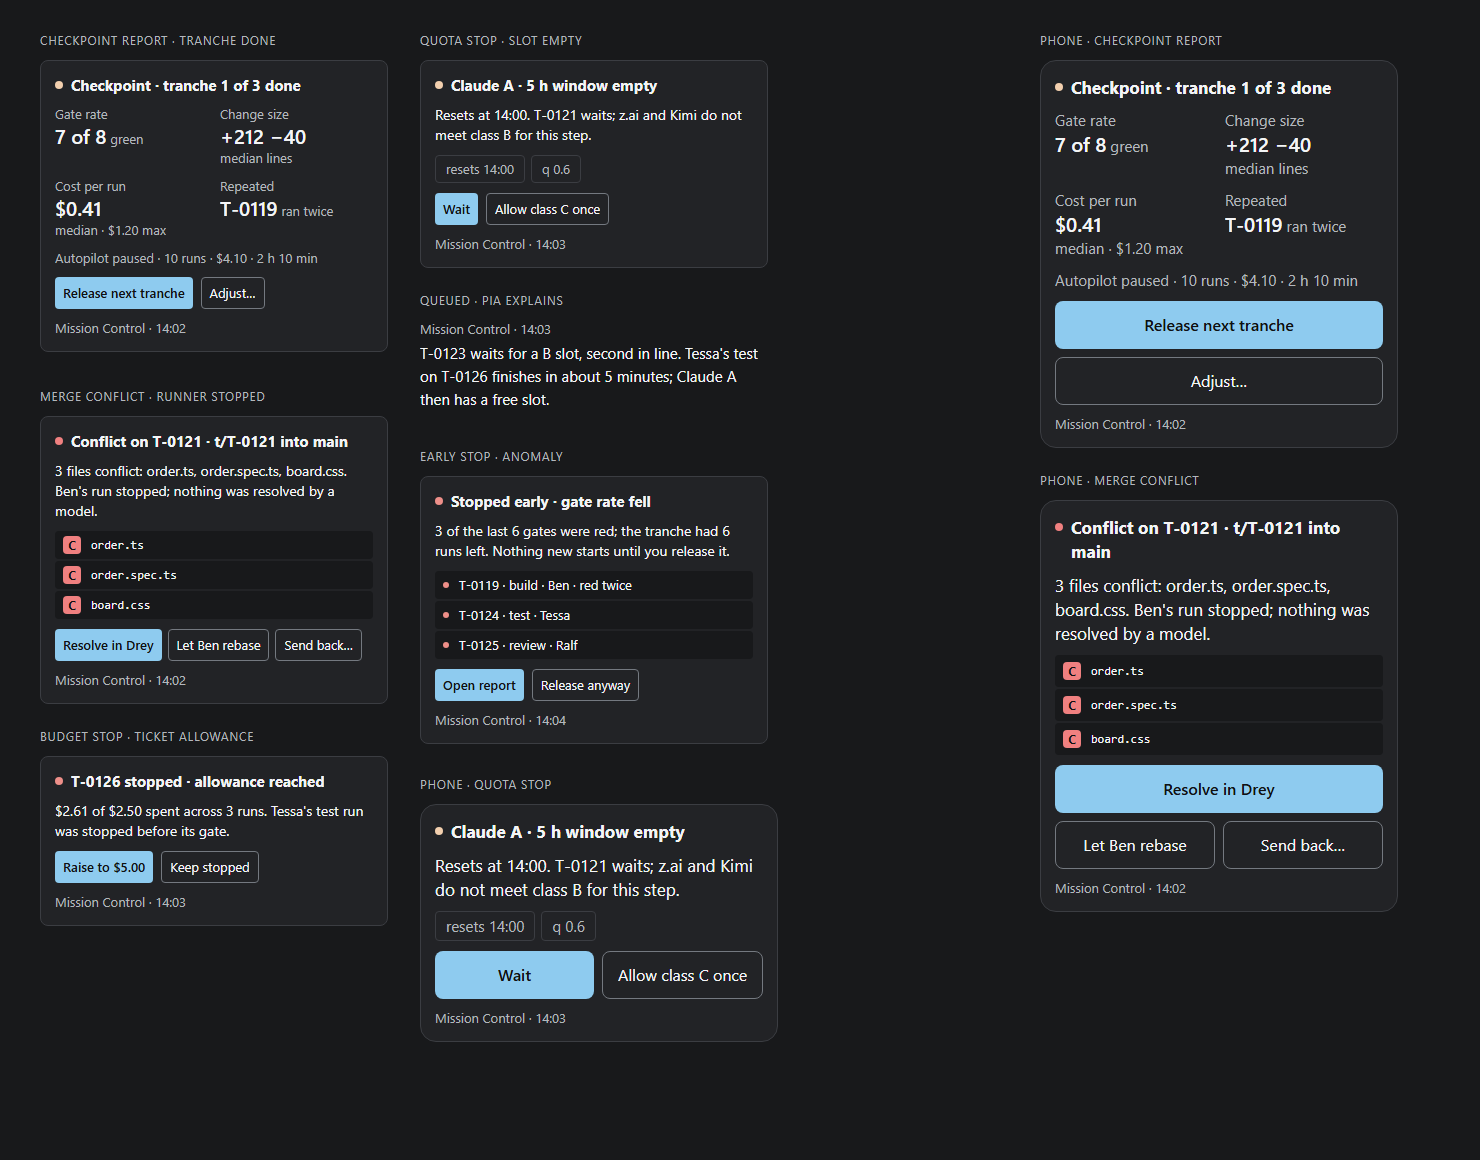 CHECKPOINT REPORT · TRANCHE DONE
Checkpoint · tranche 1 of 3 done
Gate rate
7 of 8 green
Change size
+212 −40
median lines
Cost per run
$0.41
median · $1.20 max
Repeated
T-0119 ran twice
Autopilot paused · 10 runs · $4.10 · 2 h 10 min
Release next tranche
Adjust...
Mission Control · 14:02
MERGE CONFLICT · RUNNER STOPPED
Conflict on T-0121 · t/T-0121 into main
3 files conflict: order.ts, order.spec.ts, board.css.
Ben's run stopped; nothing was resolved by a
model.
C order.ts
C order.spec.ts
C board.css
Resolve in Drey
Let Ben rebase
Send back...
Mission Control · 14:02
BUDGET STOP · TICKET ALLOWANCE
T-0126 stopped · allowance reached
$2.61 of $2.50 spent across 3 runs. Tessa's test run
was stopped before its gate.
Raise to $5.00
Keep stopped
Mission Control · 14:03
QUOTA STOP · SLOT EMPTY
Claude A · 5 h window empty
Resets at 14:00. T-0121 waits; z.ai and Kimi do not
meet class B for this step.
resets 14:00
q 0.6
Wait
Allow class C once
Mission Control · 14:03
QUEUED · PIA EXPLAINS
Mission Control · 14:03
T-0123 waits for a B slot, second in line. Tessa's test
on T-0126 finishes in about 5 minutes; Claude A
then has a free slot.
EARLY STOP · ANOMALY
Stopped early · gate rate fell
3 of the last 6 gates were red; the tranche had 6
runs left. Nothing new starts until you release it.
T-0119 · build · Ben · red twice
T-0124 · test · Tessa
T-0125 · review · Ralf
Open report
Release anyway
Mission Control · 14:04
PHONE · QUOTA STOP
Claude A · 5 h window empty
Resets at 14:00. T-0121 waits; z.ai and Kimi
do not meet class B for this step.
resets 14:00
q 0.6
Wait
Allow class C once
Mission Control · 14:03
PHONE · CHECKPOINT REPORT
Checkpoint · tranche 1 of 3 done
Gate rate
7 of 8 green
Change size
+212 −40
median lines
Cost per run
$0.41
median · $1.20 max
Repeated
T-0119 ran twice
Autopilot paused · 10 runs · $4.10 · 2 h 10 min
Release next tranche
Adjust...
Mission Control · 14:02
PHONE · MERGE CONFLICT
Conflict on T-0121 · t/T-0121 into
main
3 files conflict: order.ts, order.spec.ts,
board.css. Ben's run stopped; nothing was
resolved by a model.
C order.ts
C order.spec.ts
C board.css
Resolve in Drey
Let Ben rebase
Send back...
Mission Control · 14:02